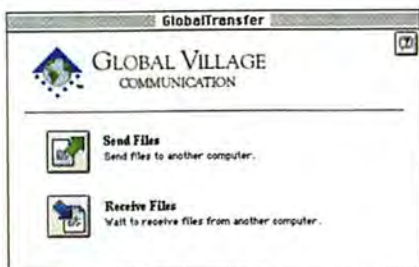 GlobalTransfer
GLOBAL VILLAGE
COMMUNICATION
Send Files
Send files to another computer.
Receive Files
Wait to receive files from another computer.